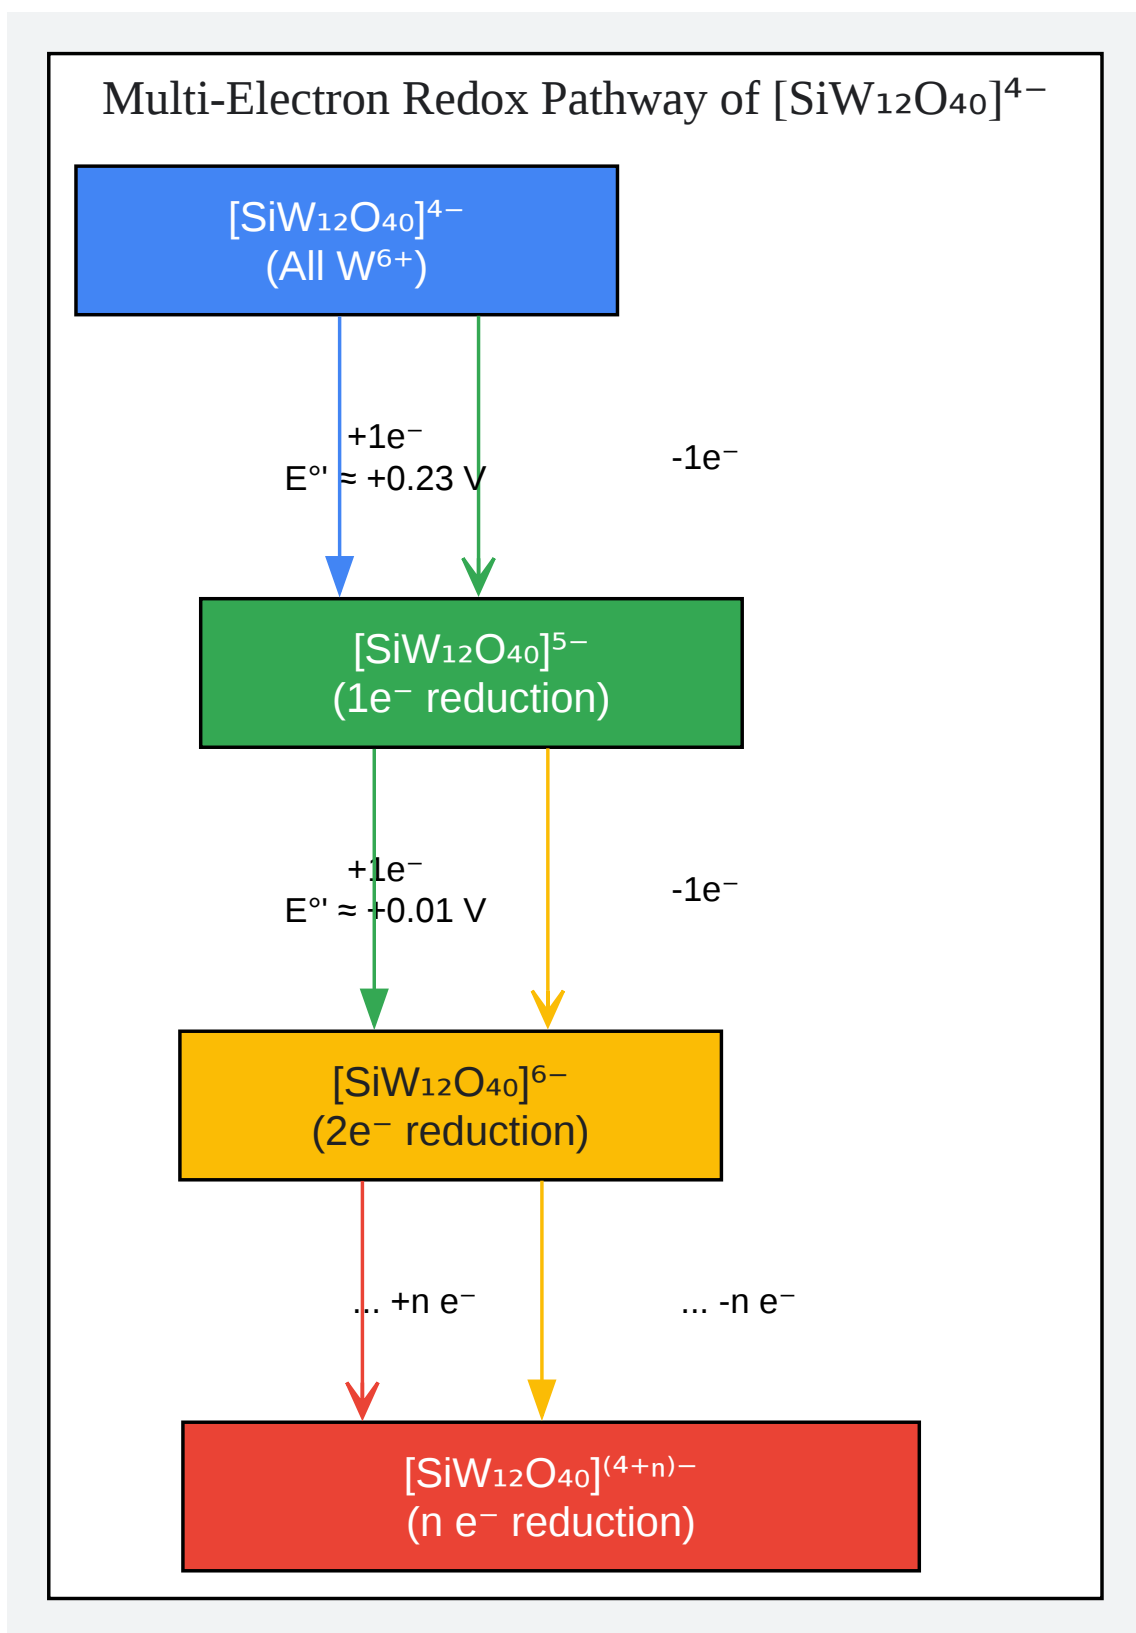 Multi-Electron Redox Pathway of [SiW₁₂O₄₀]⁴⁻
[SiW₁₂O₄₀]⁴⁻
(All W⁶⁺)
+1e⁻
E°' ≈ +0.23 V
-1e⁻
[SiW₁₂O₄₀]⁵⁻
(1e⁻ reduction)
+1e⁻
E°' ≈ +0.01 V
-1e⁻
[SiW₁₂O₄₀]⁶⁻
(2e⁻ reduction)
... +n e⁻
... -n e⁻
[SiW₁₂O₄₀]⁽⁴⁺ⁿ⁾⁻
(n e⁻ reduction)